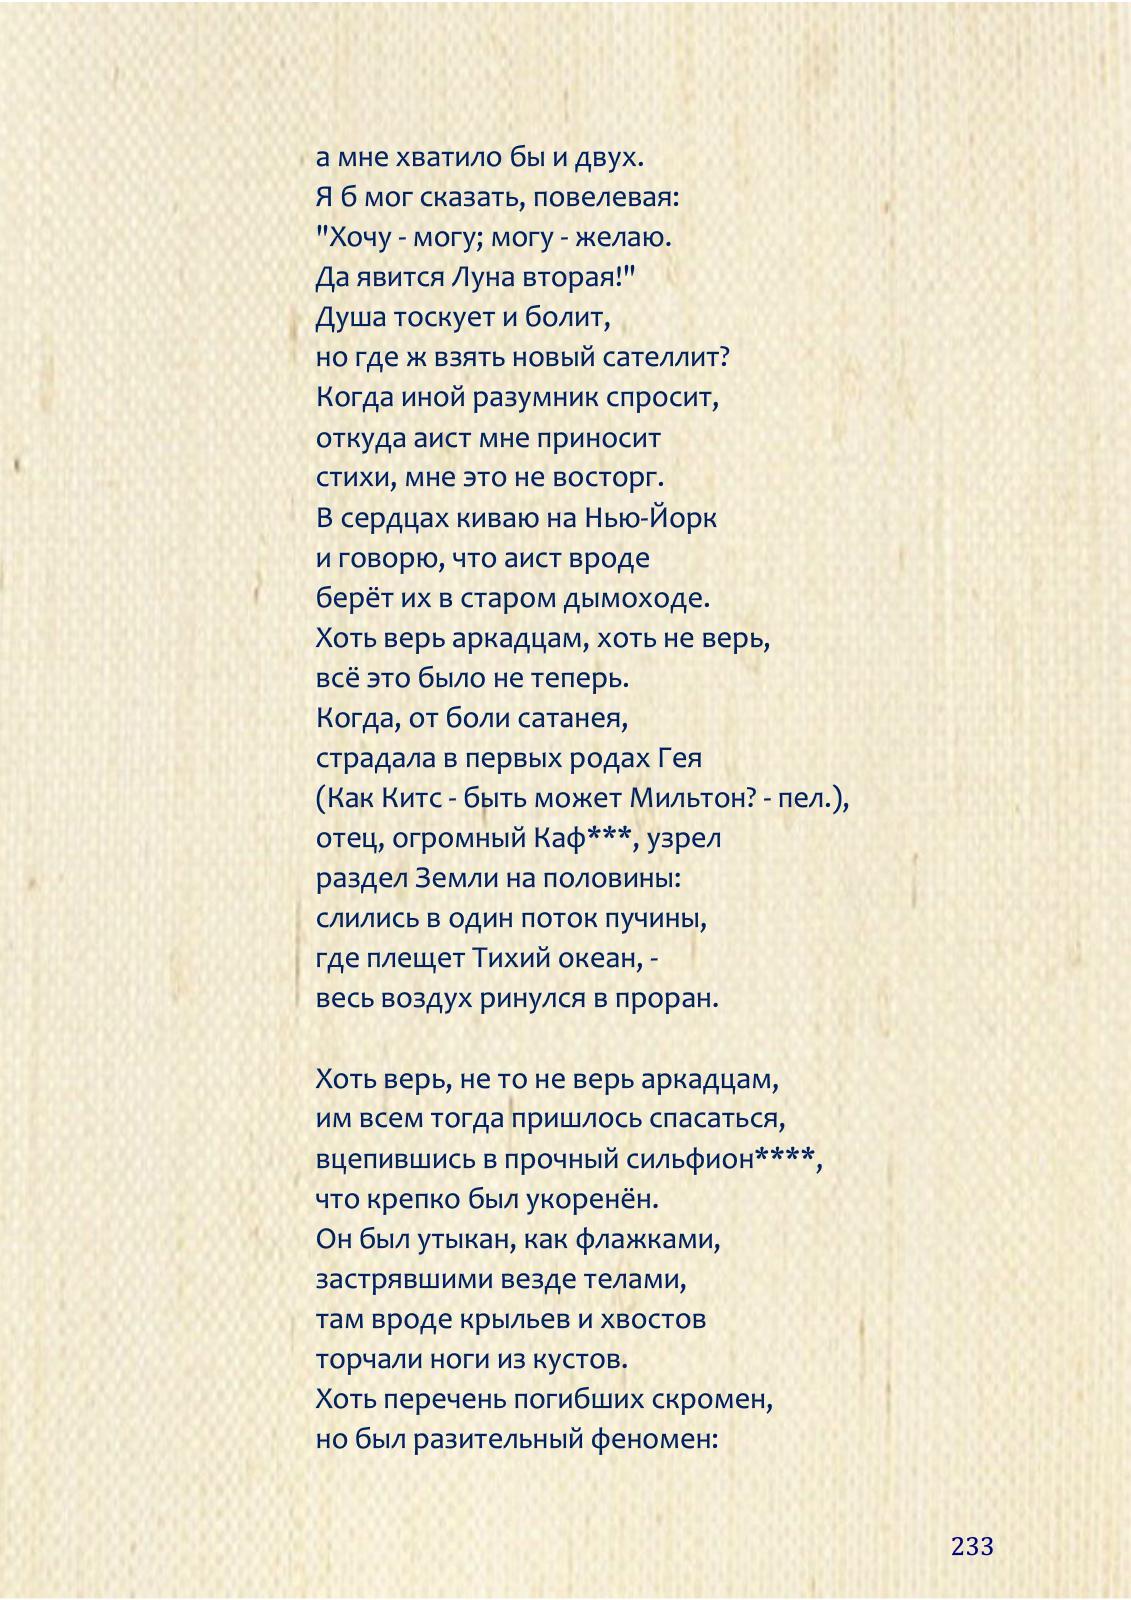 а мне хватило бы и двух.
Я б мог сказать, повелевая:
"Хочу - могу; могу - желаю.
Да явится Луна вторая!"
Душа тоскует и болит,
но где ж взять новый сателлит?
Когда иной разумник спросит,
откуда аист мне приносит
стихи, мне это не восторг.
В сердцах киваю на Нью-Йорк
и говорю, что аист вроде
берёт их в старом дымоходе.
Хоть верь аркадцам, хоть не верь,
всё это было не теперь.
Когда, от боли сатанея,
страдала в первых родах Гея
(Как Китс - быть может Мильтон? - пел.),
отец, огромный Каф***, узрел
раздел Земли на половины:
слились в один поток пучины,
где плещет Тихий океан, -
весь воздух ринулся в проран.

Хоть верь, не то не верь аркадцам,
им всем тогда пришлось спасаться,
вцепившись в прочный сильфион****,
что крепко был укоренён.
Он был утыкан, как флажками,
застрявшими везде телами,
там вроде крыльев и хвостов
торчали ноги из кустов.
Хоть перечень погибших скромен,
но был разительный феномен:
233